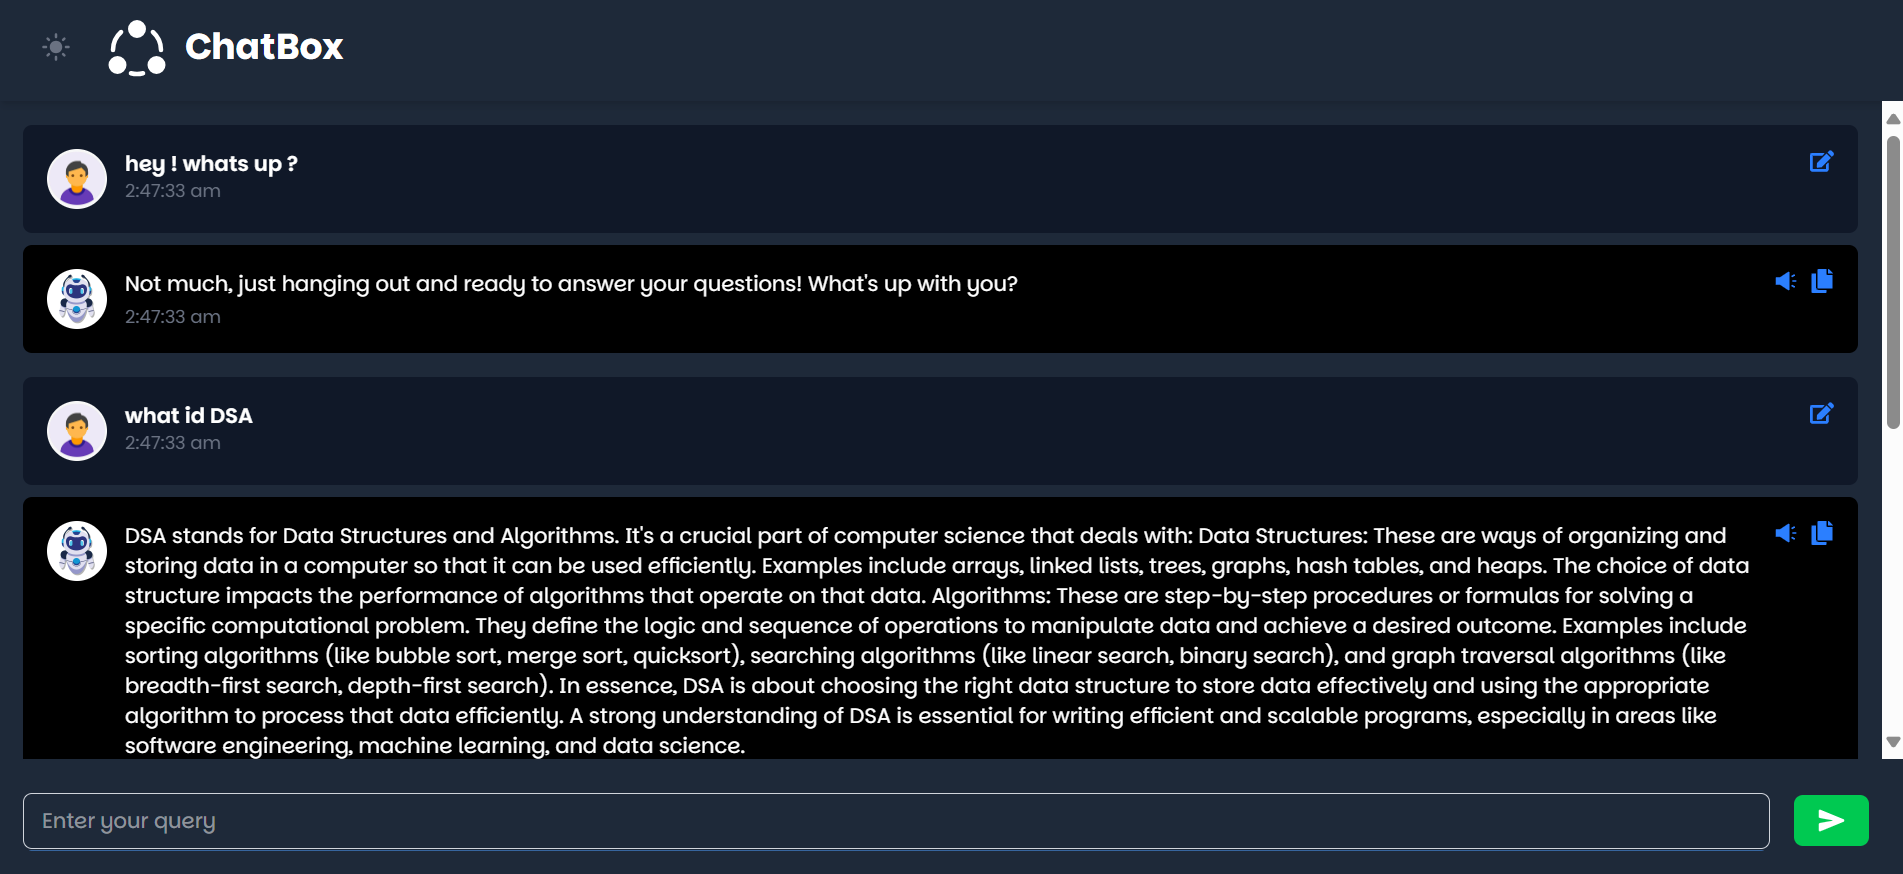 ChatBox
hey ! whats up ?
2:47:33 am
Not much, just hanging out and ready to answer your questions! What's up with you?
2:47:33 am
what id DSA
2:47:33 am
DSA stands for Data Structures and Algorithms. It's a crucial part of computer science that deals with: Data Structures: These are ways of organizing and
storing data in a computer so that it can be used efficiently. Examples include arrays, linked lists, trees, graphs, hash tables, and heaps. The choice of data
structure impacts the performance of algorithms that operate on that data. Algorithms: These are step-by-step procedures or formulas for solving a
specific computational problem. They define the logic and sequence of operations to manipulate data and achieve a desired outcome. Examples include
sorting algorithms (like bubble sort, merge sort, quicksort), searching algorithms (like linear search, binary search), and graph traversal algorithms (like
breadth-first search, depth-first search). In essence, DSA is about choosing the right data structure to store data effectively and using the appropriate
algorithm to process that data efficiently. A strong understanding of DSA is essential for writing efficient and scalable programs, especially in areas like
software engineering, machine learning, and data science.
Enter your query